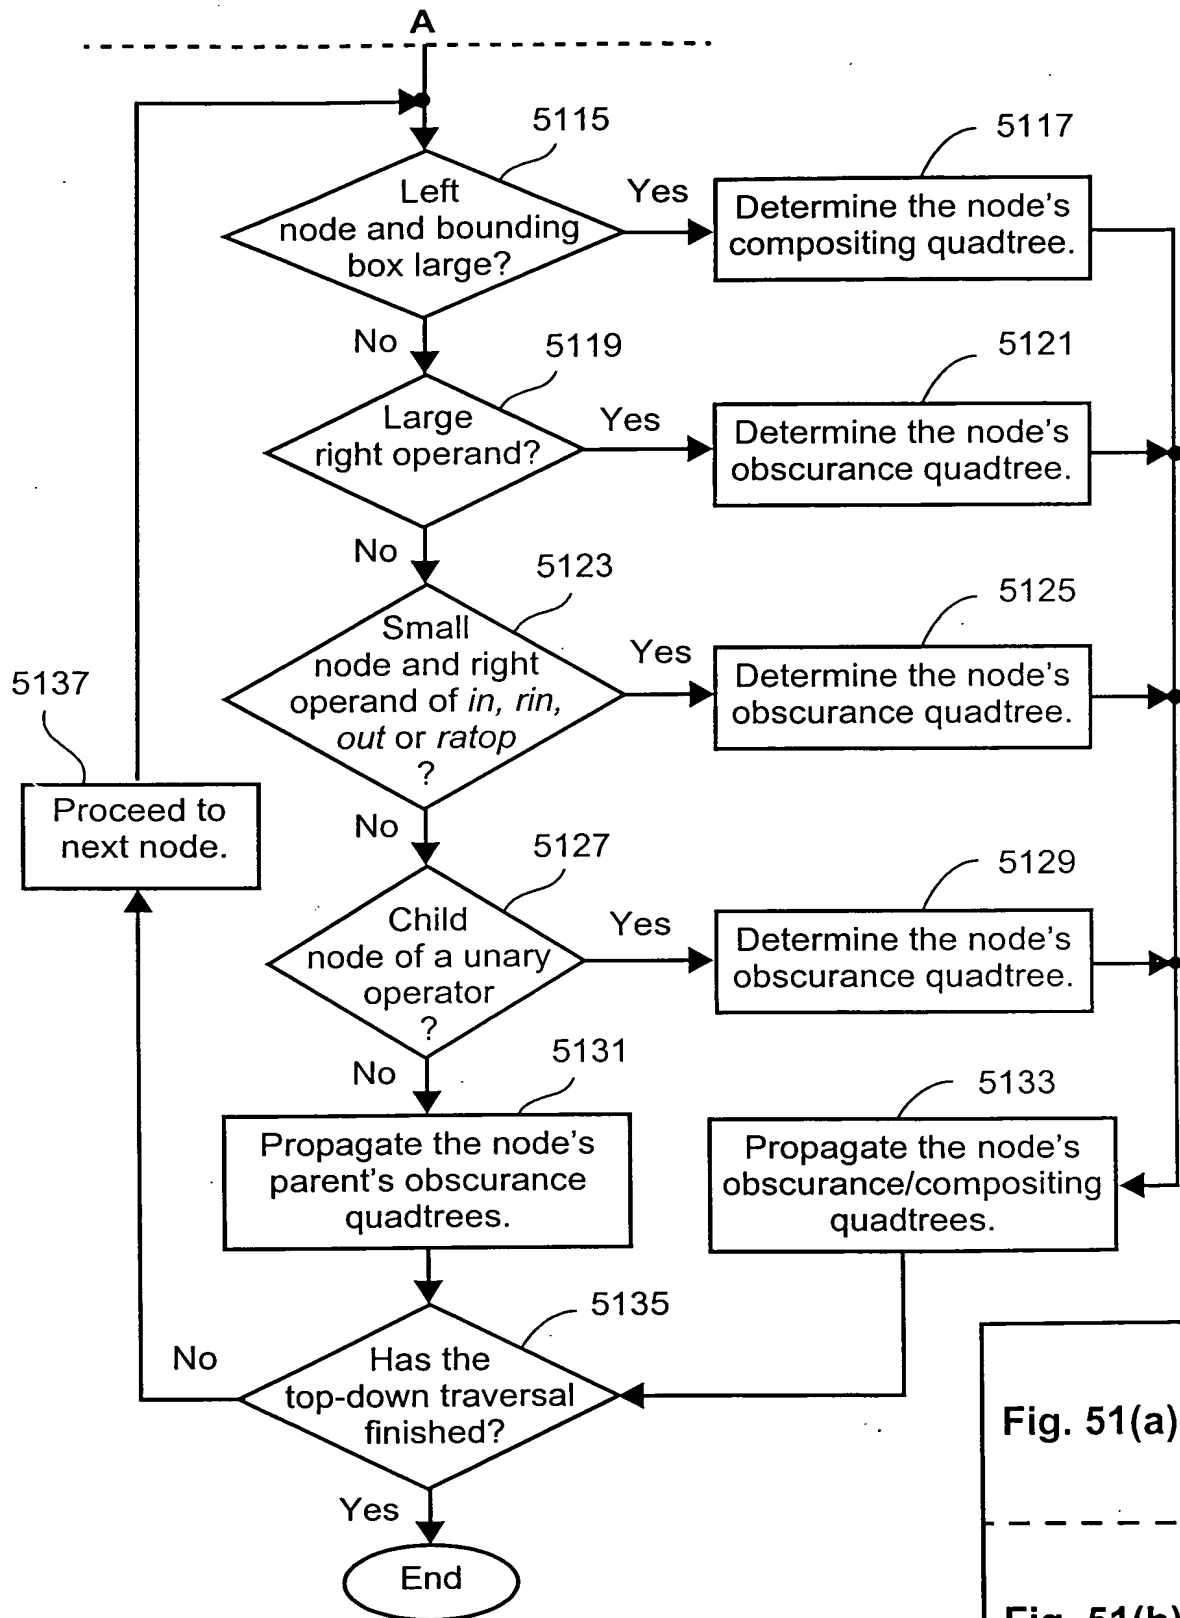 A
5115
Left
node and bounding
box large?
Yes
5117
Determine the node's
compositing quadtree.
No
5119
Large
right operand?
Yes
5121
Determine the node's
obscurance quadtree.
No
5123
Small
node and right
operand of in, rin,
out or ratop
?
Yes
5125
Determine the node's
obscurance quadtree.
5137
Proceed to
next node.
No
5127
Child
node of a unary
operator
?
Yes
5129
Determine the node's
obscurance quadtree.
No
5131
Propagate the node's
parent's obscurance
quadtrees.
5133
Propagate the node's
obscurance/compositing
quadtrees.
5135
Has the
top-down traversal
finished?
No
Yes
End
Fig. 51(a)
Fig. 51(b)